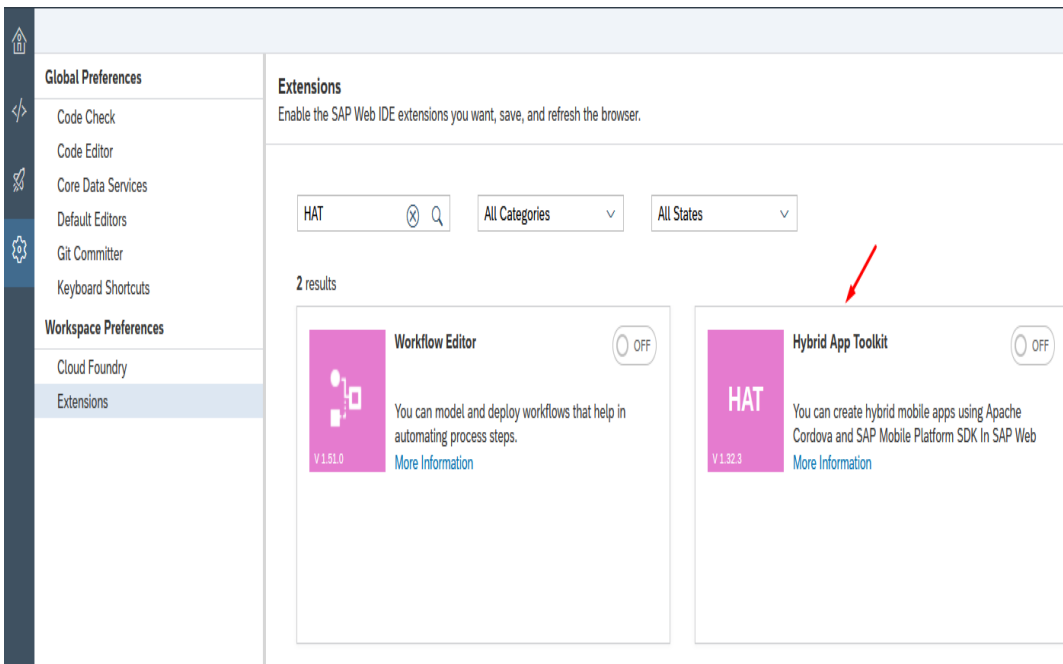 Global Preferences
Code Check
Code Editor
Core Data Services
Default Editors
Git Committer
Keyboard Shortcuts
Workspace Preferences
Cloud Foundry
Extensions
Extensions
Enable the SAP Web IDE extensions you want, save, and refresh the browser.
HAT
All Categories
All States
2 results
Workflow Editor
OFF
You can model and deploy workflows that help in
automating process steps.
More Information
V 1.51.0
Hybrid App Toolkit
OFF
HAT
You can create hybrid mobile apps using Apache
Cordova and SAP Mobile Platform SDK In SAP Web
More Information
V 1.32.3